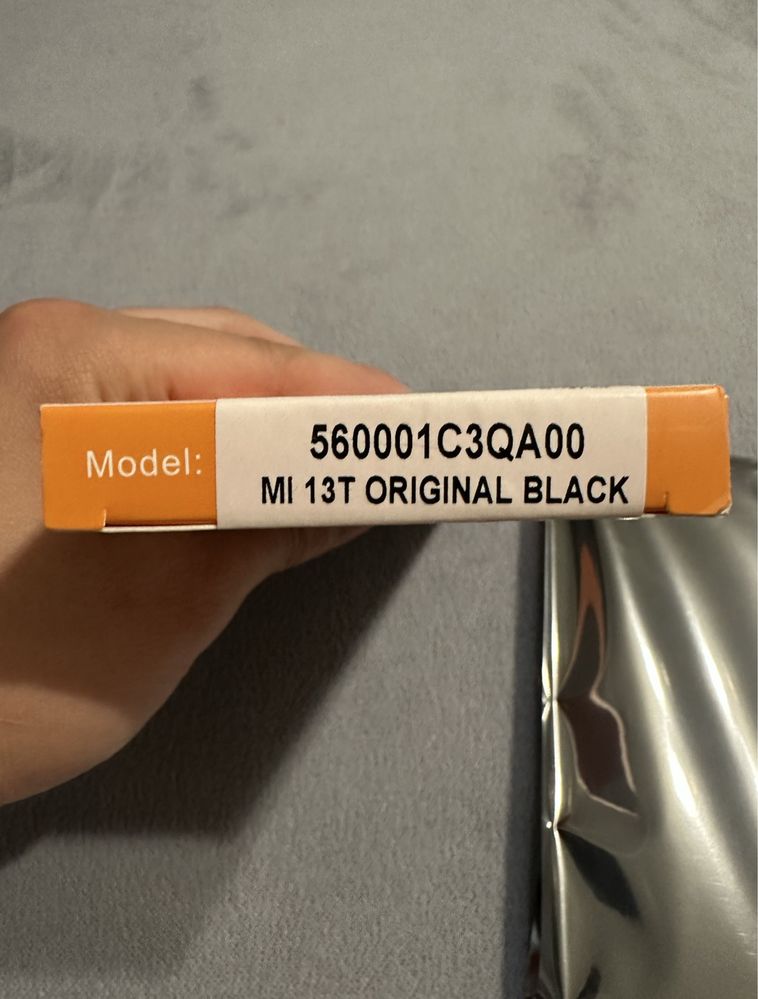 Model:
560001C3QA00
MI 13T ORIGINAL BLACK